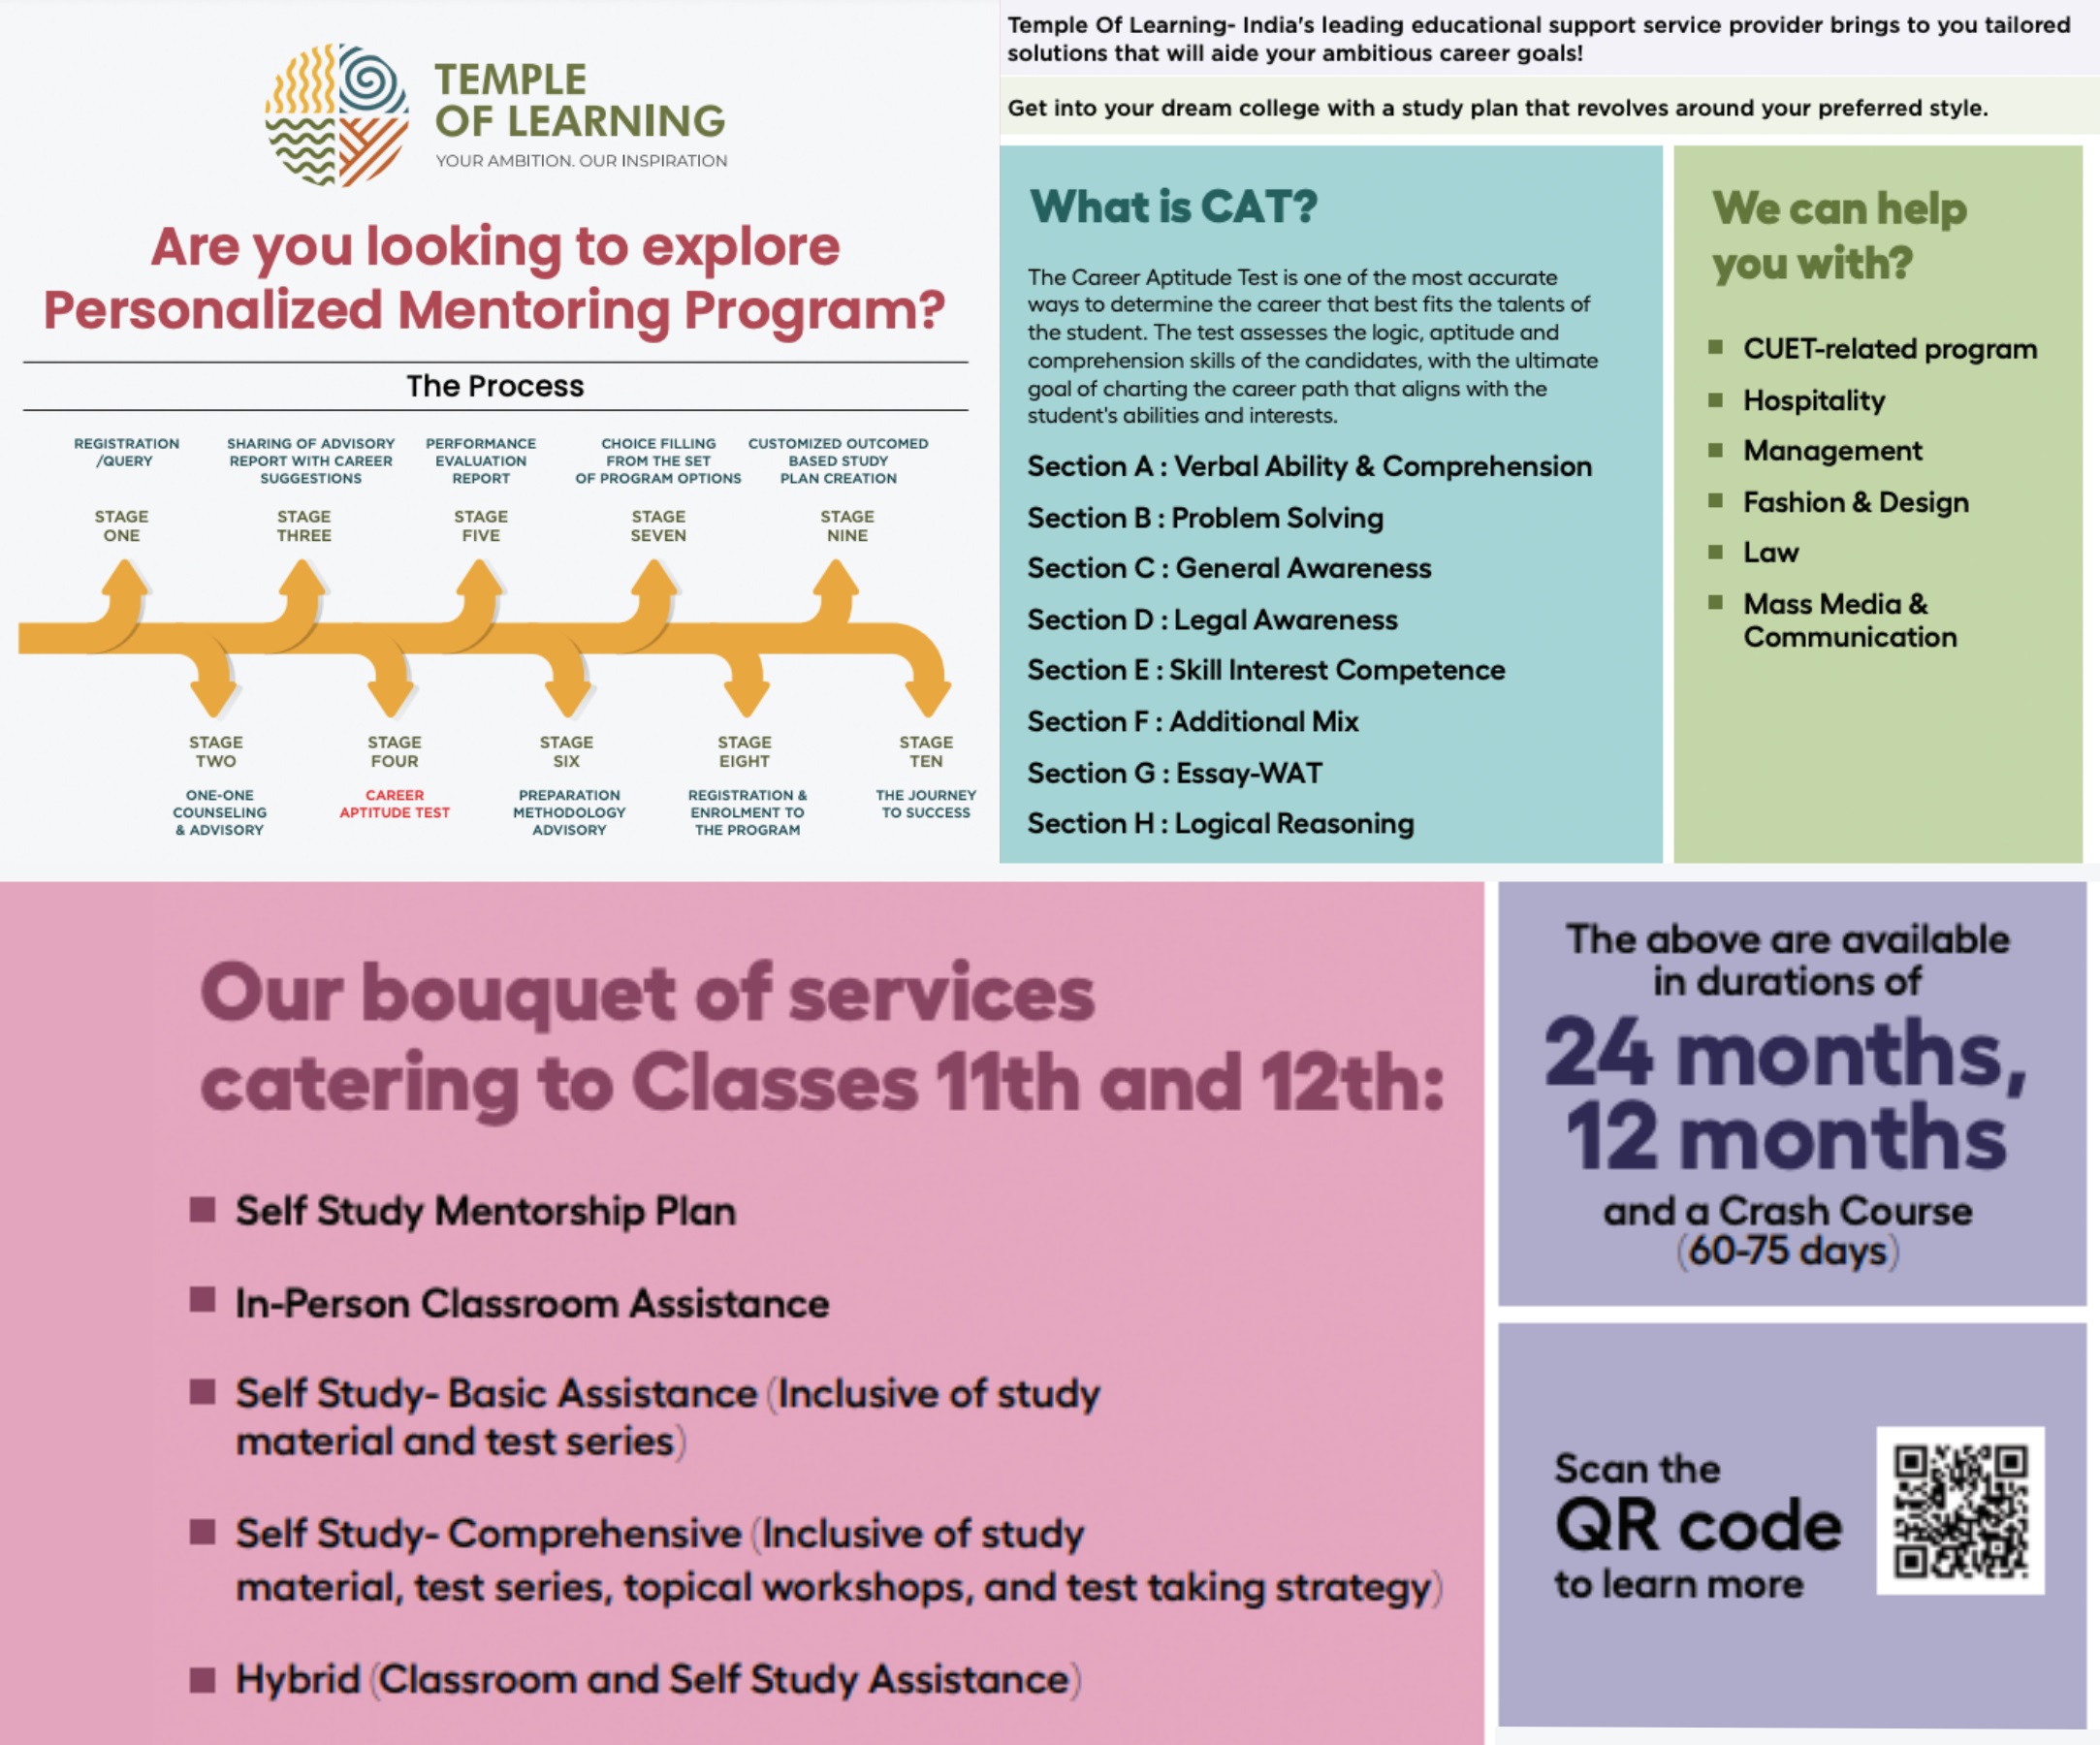 TEMPLE
OF LEARNING
YOUR AMBITION. OUR INSPIRATION
Are you looking to explore
Personalized Mentoring Program?
The Process
REGISTRATION
/QUERY
STAGE
ONE
SHARING OF ADVISORY
REPORT WITH CAREER
SUGGESTIONS
STAGE
THREE
PERFORMANCE
EVALUATION
REPORT
STAGE
FIVE
CHOICE FILLING
FROM THE SET
OF PROGRAM OPTIONS
STAGE
SEVEN
CUSTOMIZED OUTCOMED
BASED STUDY
PLAN CREATION
STAGE
NINE
STAGE
TWO
ONE-ONE
COUNSELING
& ADVISORY
STAGE
FOUR
CAREER
APTITUDE TEST
STAGE
SIX
PREPARATION
METHODOLOGY
ADVISORY
STAGE
EIGHT
REGISTRATION &
ENROLMENT TO
THE PROGRAM
STAGE
TEN
THE JOURNEY
TO SUCCESS
Temple Of Learning- India's leading educational support service provider brings to you tailored
solutions that will aide your ambitious career goals!
Get into your dream college with a study plan that revolves around your preferred style.
What is CAT?
The Career Aptitude Test is one of the most accurate
ways to determine the career that best fits the talents of
the student. The test assesses the logic, aptitude and
comprehension skills of the candidates, with the ultimate
goal of charting the career path that aligns with the
student's abilities and interests.
Section A : Verbal Ability & Comprehension
Section B : Problem Solving
Section C : General Awareness
Section D : Legal Awareness
Section E : Skill Interest Competence
Section F : Additional Mix
Section G : Essay-WAT
Section H : Logical Reasoning
We can help
you with?
CUET-related program
Hospitality
Management
Fashion & Design
Law
Mass Media &
Communication
Our bouquet of services
catering to Classes 11th and 12th:
Self Study Mentorship Plan
In-Person Classroom Assistance
Self Study- Basic Assistance (Inclusive of study
material and test series)
Self Study- Comprehensive (Inclusive of study
material, test series, topical workshops, and test taking strategy)
Hybrid (Classroom and Self Study Assistance)
The above are available
in durations of
24 months,
12 months
and a Crash Course
(60-75 days)
Scan the
QR code
to learn more